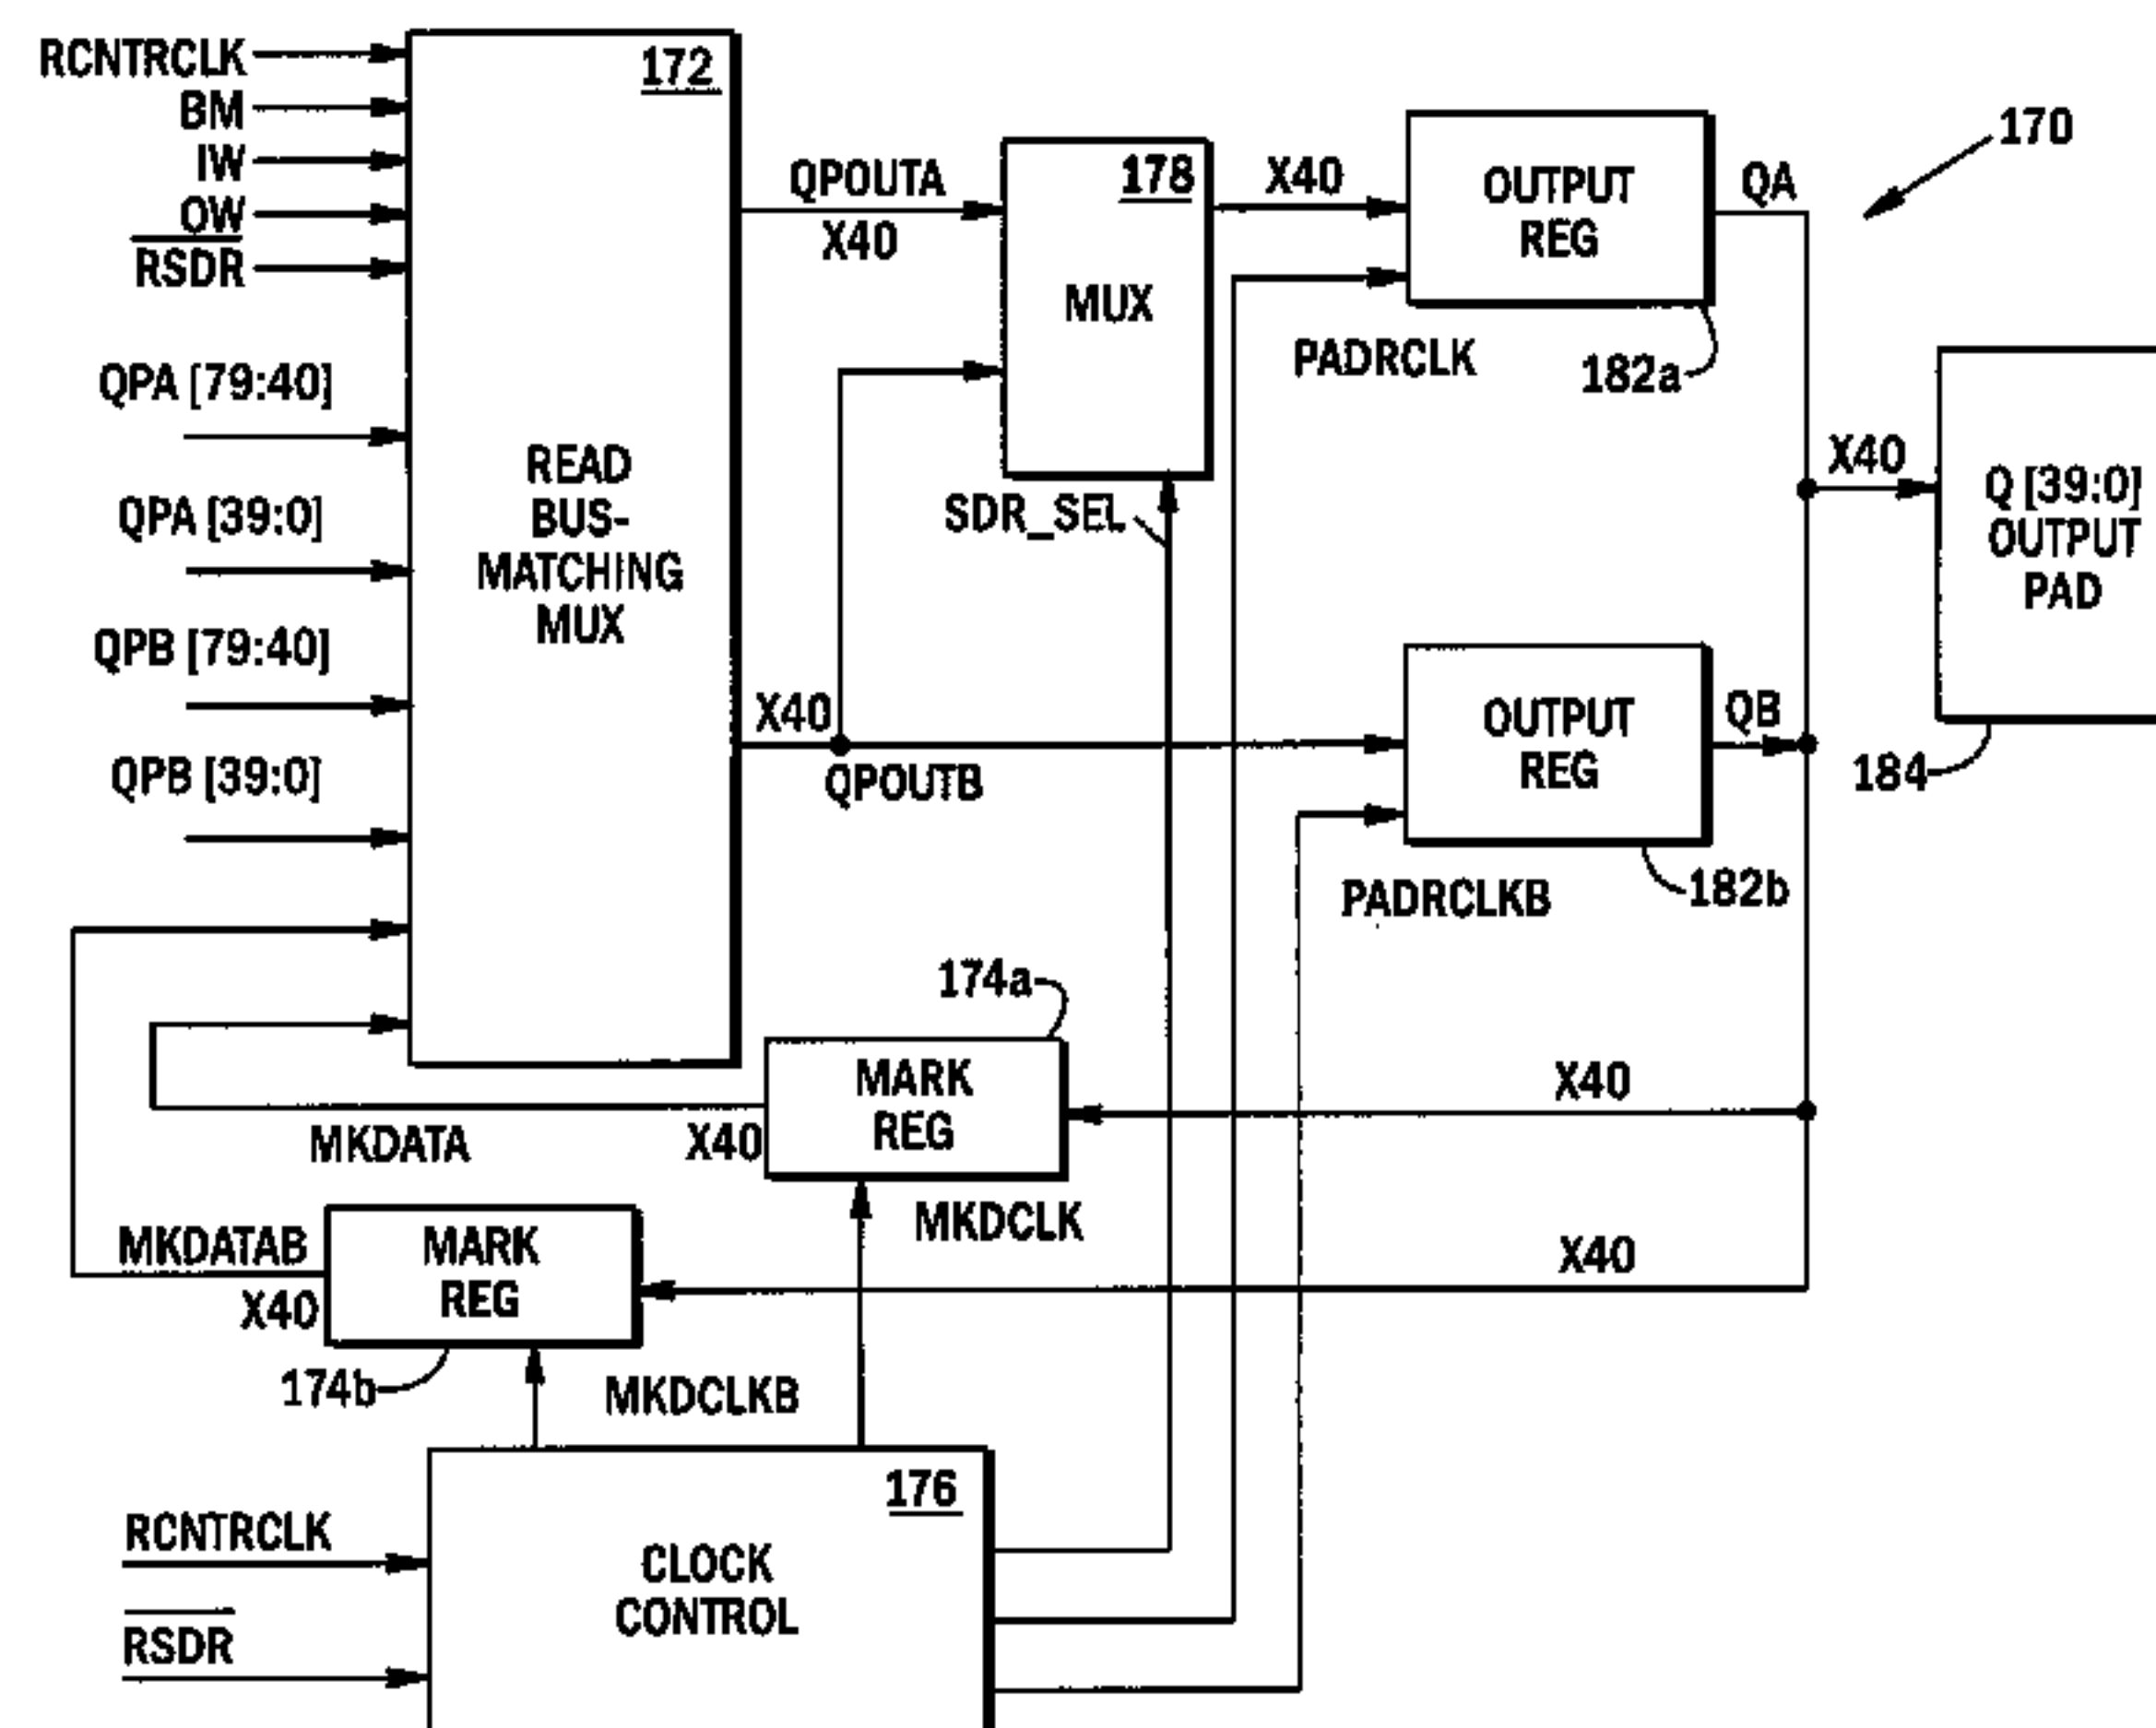 RCNTRCLK
BM
IW
OW
RSDR
QPA [79:40]
QPA [39:0]
QPB [79:40]
QPB [39:0]
172
READ
BUS-
MATCHING
MUX
QPOUTA
X40
178
MUX
X40
OUTPUT
REG
QA
170
PADRCLK
182a
SDR_SEL
X40
Q [39:0]
OUTPUT
PAD
184
X40
QPOUTB
OUTPUT
REG
QB
PADRCLKB
182b
174a
MARK
REG
X40
MKDATA
X40
MKDCLK
MKDATAB
X40
MARK
REG
X40
174b
MKDCLKB
176
CLOCK
CONTROL
RCNTRCLK
RSDR